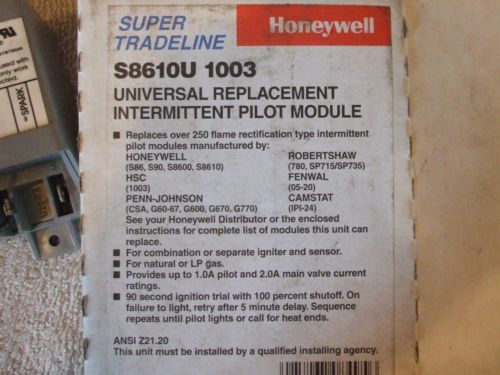 SUPER
TRADELINE
Honeywell
S8610U 1003
UNIVERSAL REPLACEMENT
INTERMITTENT PILOT MODULE
■ Replaces over 250 flame rectification type intermittent
pilot modules manufactured by:
HONEYWELL
(S86, S90, S8600, S8610)
HSC
(1003)
PENN-JOHNSON
(CSA, G60-67, G600, G670, G770)
ROBERTSHAW
(780, SP715/SP735)
FENWAL
(05-20)
CAMSTAT
(IPI-24)
See your Honeywell Distributor or the enclosed
instructions for complete list of modules this unit can
replace.
■ For combination or separate igniter and sensor.
■ For natural or LP gas.
■ Provides up to 1.0A pilot and 2.0A main valve current
ratings.
■ 90 second ignition trial with 100 percent shutoff. On
failure to light, retry after 5 minute delay. Sequence
repeats until pilot lights or call for heat ends.
ANSI Z21.20
This unit must be installed by a qualified installing agency.
used with
only work
SPARK